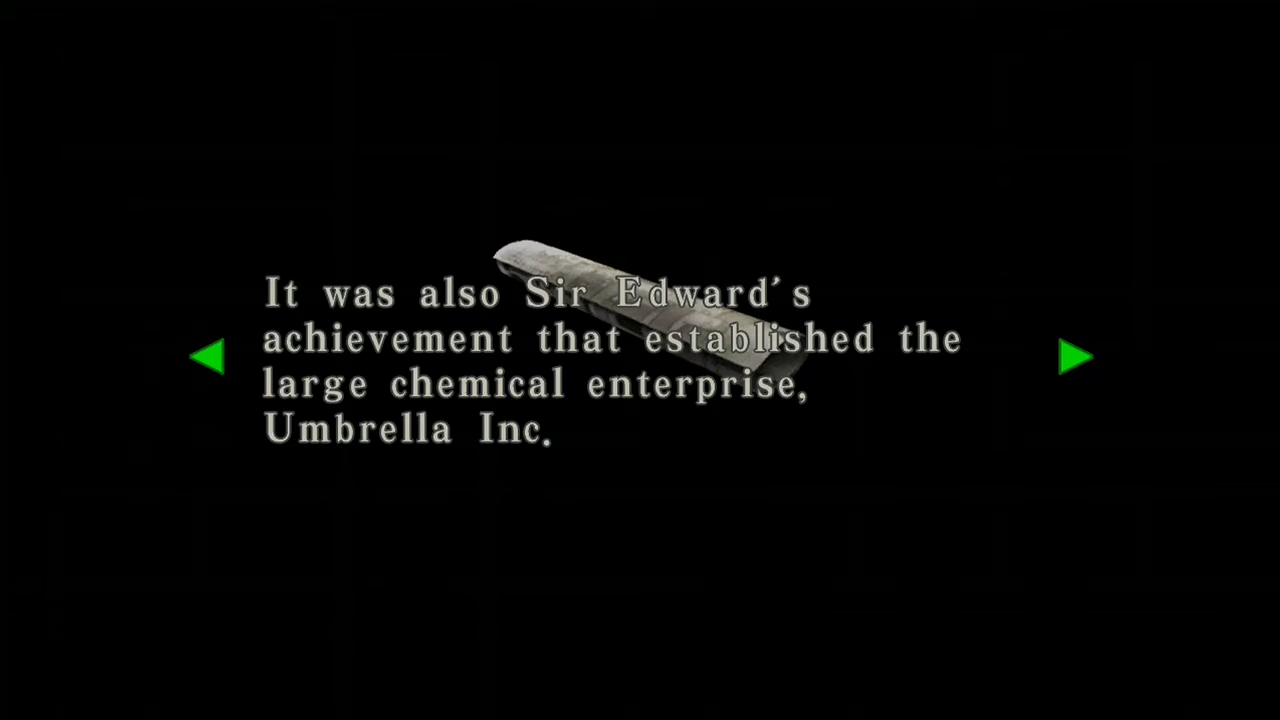 It was also Sir Edward's
achievement that established the
large chemical enterprise,
Umbrella Inc.